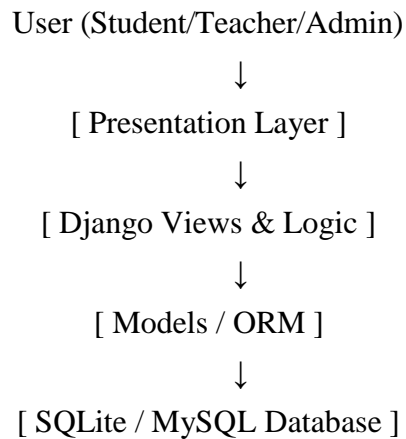 User (Student/Teacher/Admin)
↓
[ Presentation Layer ]
↓
[ Django Views & Logic ]
↓
[ Models / ORM ]
↓
[ SQLite / MySQL Database ]